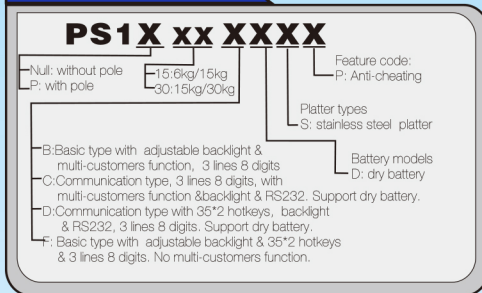 PS1X xx XXXX
Null: without pole
P: with pole
15:6kg/15kg
30:15kg/30kg
Feature code:
P: Anti-cheating
Platter types
S: stainless steel platter
Battery models
D: dry battery
B:Basic type with adjustable backlight &
multi-customers function, 3 lines 8 digits
C:Communication type, 3 lines 8 digits, with
multi-customers function &backlight & RS232. Support dry battery.
D:Communication type with 35*2 hotkeys, backlight
& RS232, 3 lines 8 digits. Support dry battery.
F: Basic type with adjustable backlight & 35*2 hotkeys
& 3 lines 8 digits. No multi-customers function.